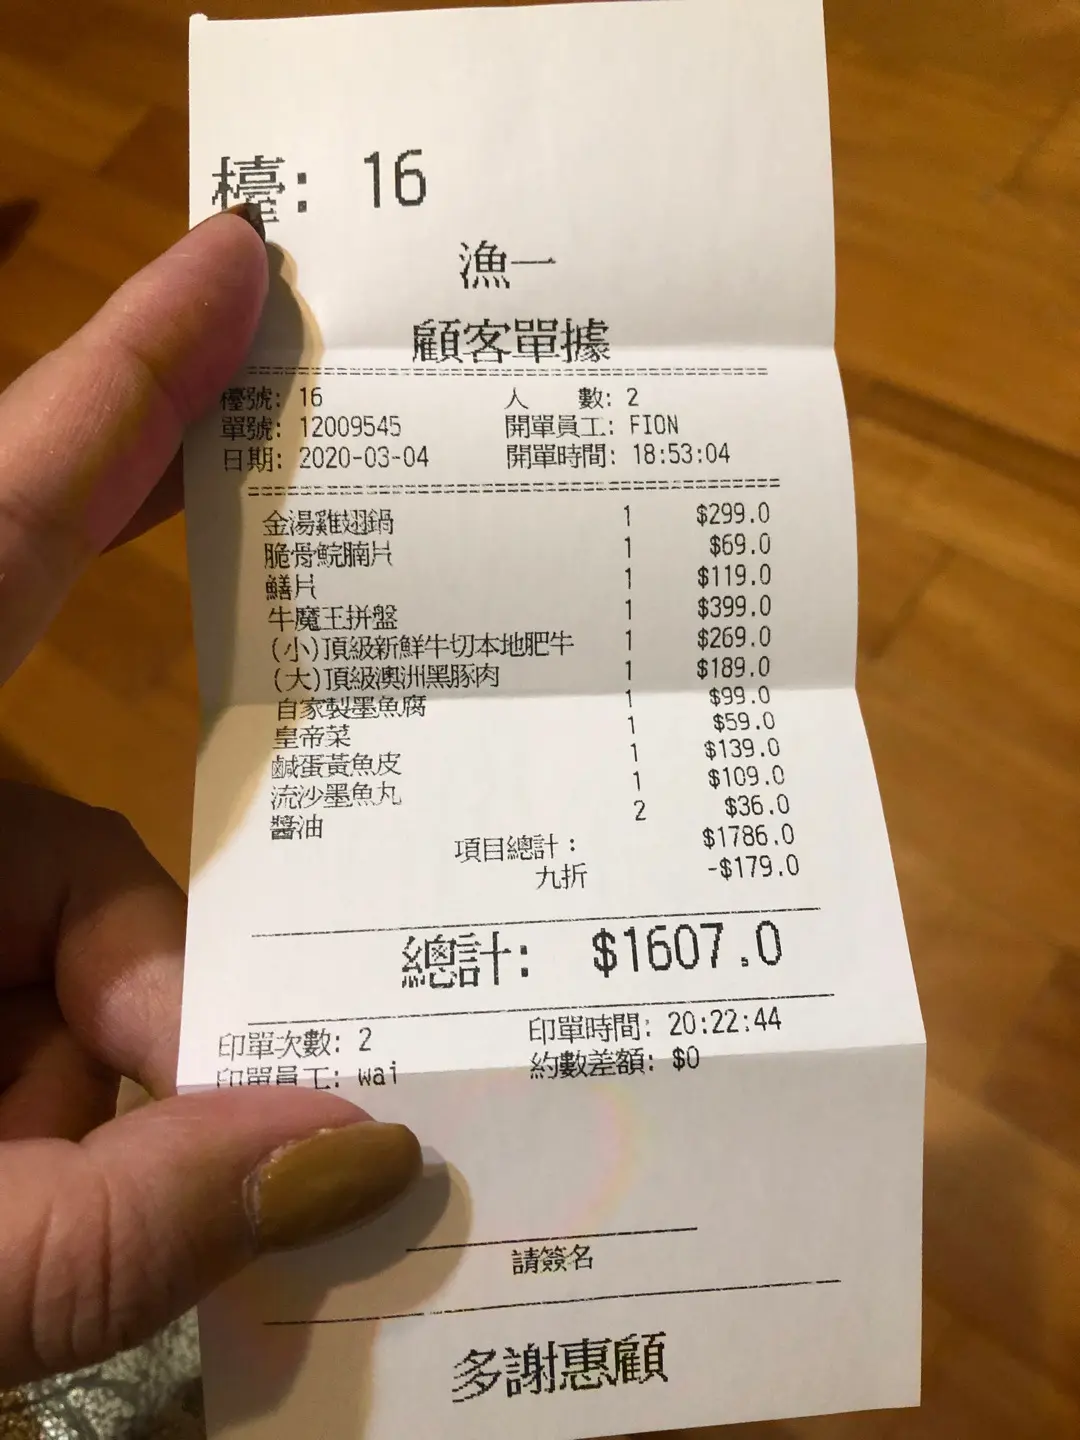 檯: 16
漁一
顧客單據
檯號: 16 人 數: 2
單號: 12009545 開單員工: FION
日期: 2020-03-04 開單時間: 18:53:04
金湯雞翅鍋 1 $299.0
脆骨鯇腩片 1 $69.0
鱔片 1 $119.0
牛魔王拼盤 1 $399.0
(小)頂級新鮮牛切本地肥牛 1 $269.0
(大)頂級澳洲黑豚肉 1 $189.0
自家製墨魚腐 1 $99.0
皇帝菜 1 $59.0
鹹蛋黃魚皮 1 $139.0
流沙墨魚丸 1 $109.0
醬油 2 $36.0
項目總計: $1786.0
九折 -$179.0
總計: $1607.0
印單次數: 2 印單時間: 20:22:44
印單員工: wai 約數差額: $0
請簽名
多謝惠顧